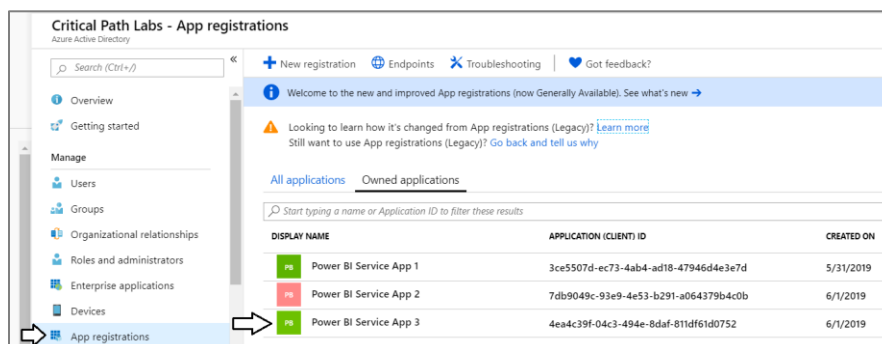 Critical Path Labs - App registrations
Azure Active Directory
Search (Ctrl+/)
«
Overview
Getting started
Manage
Users
Groups
Organizational relationships
Roles and administrators
Enterprise applications
Devices
App registrations
New registration Endpoints Troubleshooting Got feedback?
Welcome to the new and improved App registrations (now Generally Available). See what's new →
Looking to learn how it's changed from App registrations (Legacy)? Learn more
Still want to use App registrations (Legacy)? Go back and tell us why
All applications Owned applications
Start typing a name or Application ID to filter these results
DISPLAY NAME APPLICATION (CLIENT) ID CREATED ON
PB Power BI Service App 1 3ce5507d-ec73-4ab4-ad18-47946d4e3e7d 5/31/2019
PB Power BI Service App 2 7db9049c-93e9-4e53-b291-a064379b4c0b 6/1/2019
PB Power BI Service App 3 4ea4c39f-04c3-494e-8daf-811df61d0752 6/1/2019